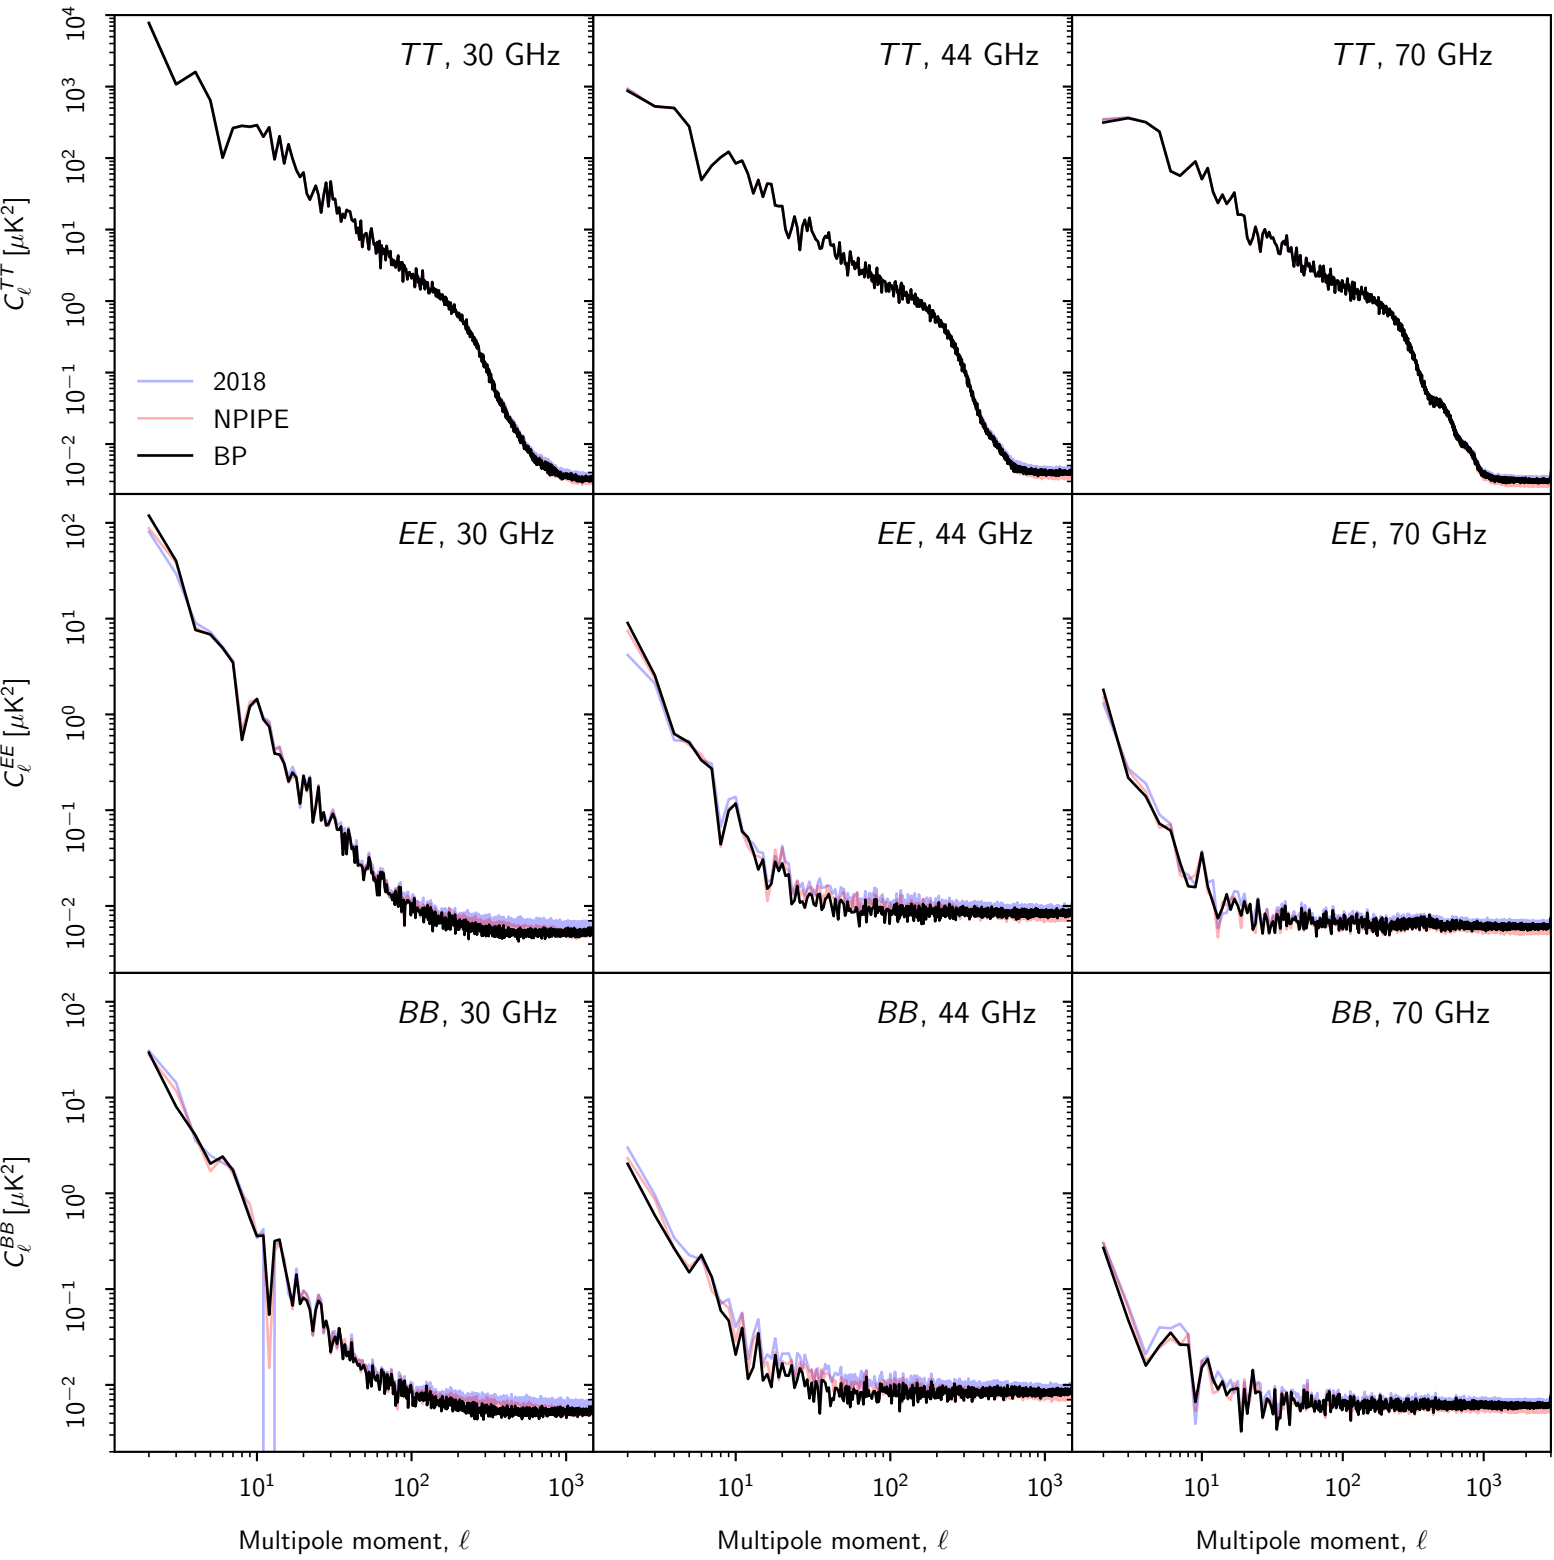 TT, 30 GHz
TT, 44 GHz
TT, 70 GHz
C_ℓ^{TT} [μK²]
10⁴
10³
10²
10¹
10⁰
10⁻¹
10⁻²
2018
NPIPE
BP
EE, 30 GHz
EE, 44 GHz
EE, 70 GHz
C_ℓ^{EE} [μK²]
10²
10¹
10⁰
10⁻¹
10⁻²
BB, 30 GHz
BB, 44 GHz
BB, 70 GHz
C_ℓ^{BB} [μK²]
10²
10¹
10⁰
10⁻¹
10⁻²
10¹ 10² 10³
10¹ 10² 10³
10¹ 10² 10³
Multipole moment, ℓ
Multipole moment, ℓ
Multipole moment, ℓ